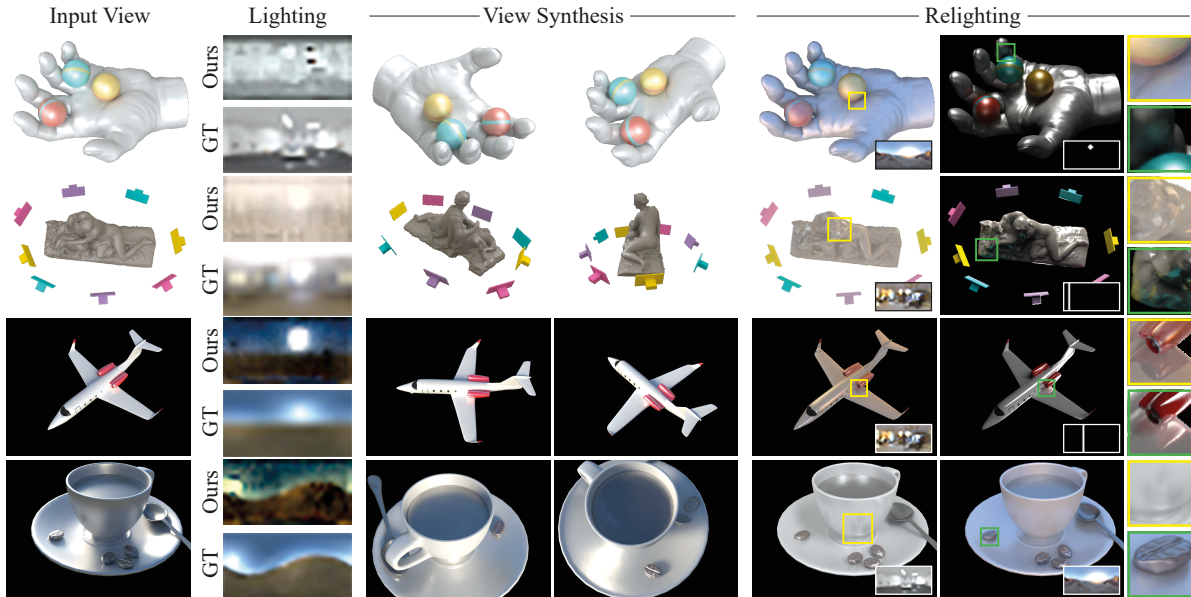 Input View
Lighting
View Synthesis
Relighting
Ours
GT
Ours
GT
Ours
GT
Ours
GT